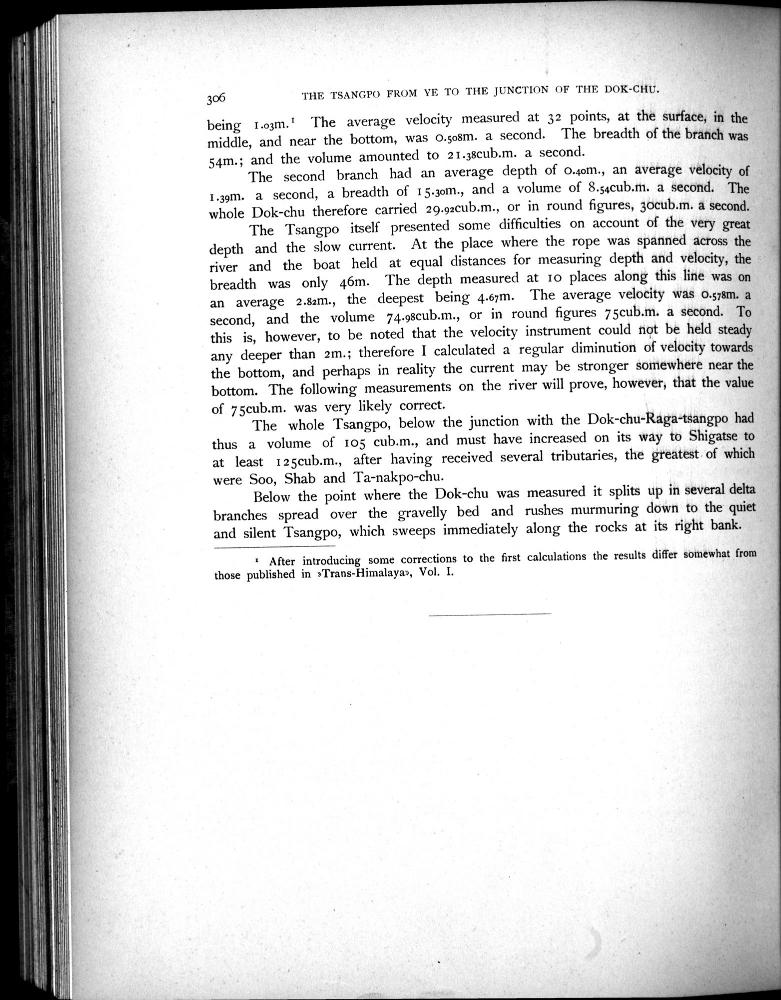 306 THE TSANGPO FROM YE TO THE JUNCTION OF THE DOK-CHU.
being 1.03m.¹ The average velocity measured at 32 points, at the surface, in the
middle, and near the bottom, was 0.508m. a second. The breadth of the branch was
54m.; and the volume amounted to 21.38cub.m. a second.
The second branch had an average depth of 0.40m., an average velocity of
1.39m. a second, a breadth of 15.30m., and a volume of 8.54cub.m. a second. The
whole Dok-chu therefore carried 29.92cub.m., or in round figures, 30cub.m. a second.
The Tsangpo itself presented some difficulties on account of the very great
depth and the slow current. At the place where the rope was spanned across the
river and the boat held at equal distances for measuring depth and velocity, the
breadth was only 46m. The depth measured at 10 places along this line was on
an average 2.82m., the deepest being 4.67m. The average velocity was 0.578m. a
second, and the volume 74.98cub.m., or in round figures 75cub.m. a second. To
this is, however, to be noted that the velocity instrument could not be held steady
any deeper than 2m.; therefore I calculated a regular diminution of velocity towards
the bottom, and perhaps in reality the current may be stronger somewhere near the
bottom. The following measurements on the river will prove, however, that the value
of 75cub.m. was very likely correct.
The whole Tsangpo, below the junction with the Dok-chu-Raga-tsangpo had
thus a volume of 105 cub.m., and must have increased on its way to Shigatse to
at least 125cub.m., after having received several tributaries, the greatest of which
were Soo, Shab and Ta-nakpo-chu.
Below the point where the Dok-chu was measured it splits up in several delta
branches spread over the gravelly bed and rushes murmuring down to the quiet
and silent Tsangpo, which sweeps immediately along the rocks at its right bank.
¹ After introducing some corrections to the first calculations the results differ somewhat from
those published in »Trans-Himalaya», Vol. I.